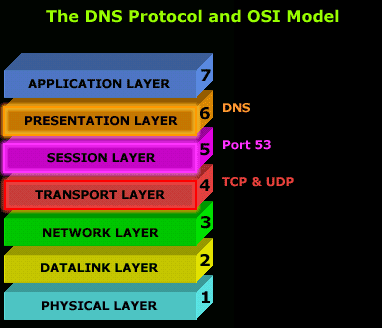 The DNS Protocol and OSI Model
APPLICATION LAYER 7
PRESENTATION LAYER 6 DNS
SESSION LAYER 5 Port 53
TRANSPORT LAYER 4 TCP & UDP
NETWORK LAYER 3
DATALINK LAYER 2
PHYSICAL LAYER 1